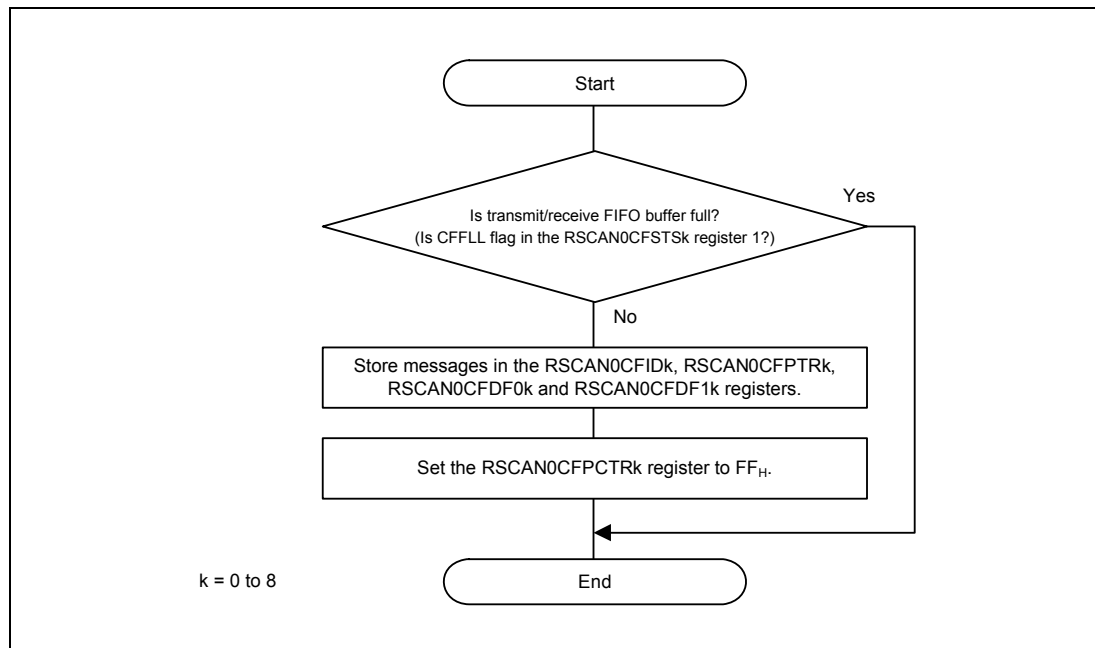 Start
Is transmit/receive FIFO buffer full?
(Is CFFLL flag in the RSCAN0CFSTSk register 1?)
Yes
No
Store messages in the RSCAN0CFIDk, RSCAN0CFPTRk,
RSCAN0CFDF0k and RSCAN0CFDF1k registers.
Set the RSCAN0CFPCTRk register to FFH.
End
k = 0 to 8